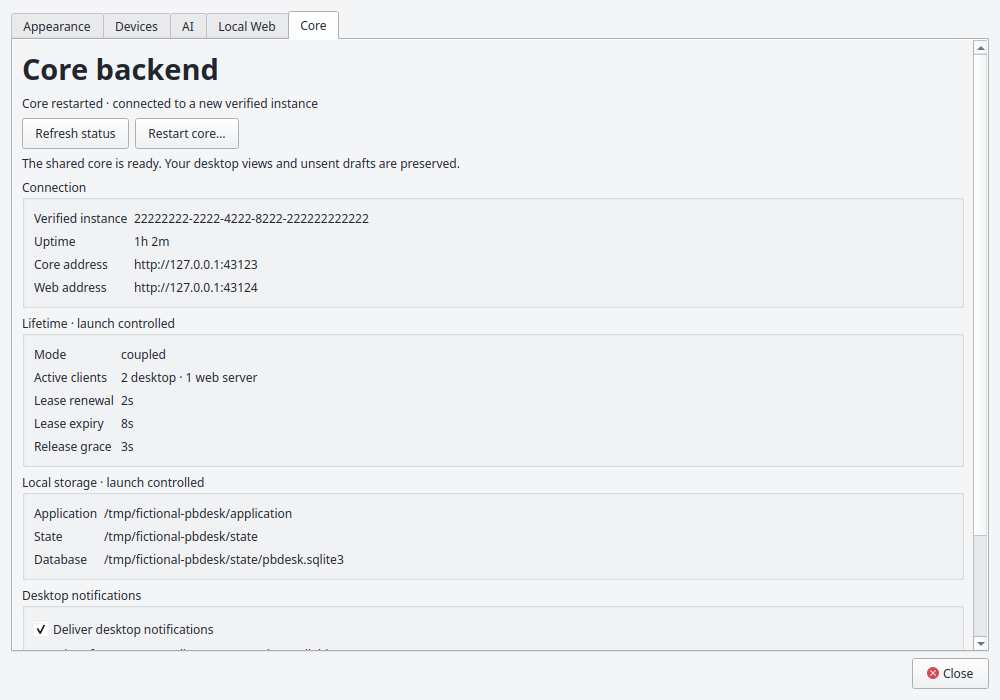 Appearance
Devices
AI
Local Web
Core
Core backend
Core restarted · connected to a new verified instance
Refresh status
Restart core...
The shared core is ready. Your desktop views and unsent drafts are preserved.
Connection
Verified instance 22222222-2222-4222-8222-222222222222
Uptime 1h 2m
Core address http://127.0.0.1:43123
Web address http://127.0.0.1:43124
Lifetime · launch controlled
Mode coupled
Active clients 2 desktop · 1 web server
Lease renewal 2s
Lease expiry 8s
Release grace 3s
Local storage · launch controlled
Application /tmp/fictional-pbdesk/application
State /tmp/fictional-pbdesk/state
Database /tmp/fictional-pbdesk/state/pbdesk.sqlite3
Desktop notifications
Deliver desktop notifications
Close